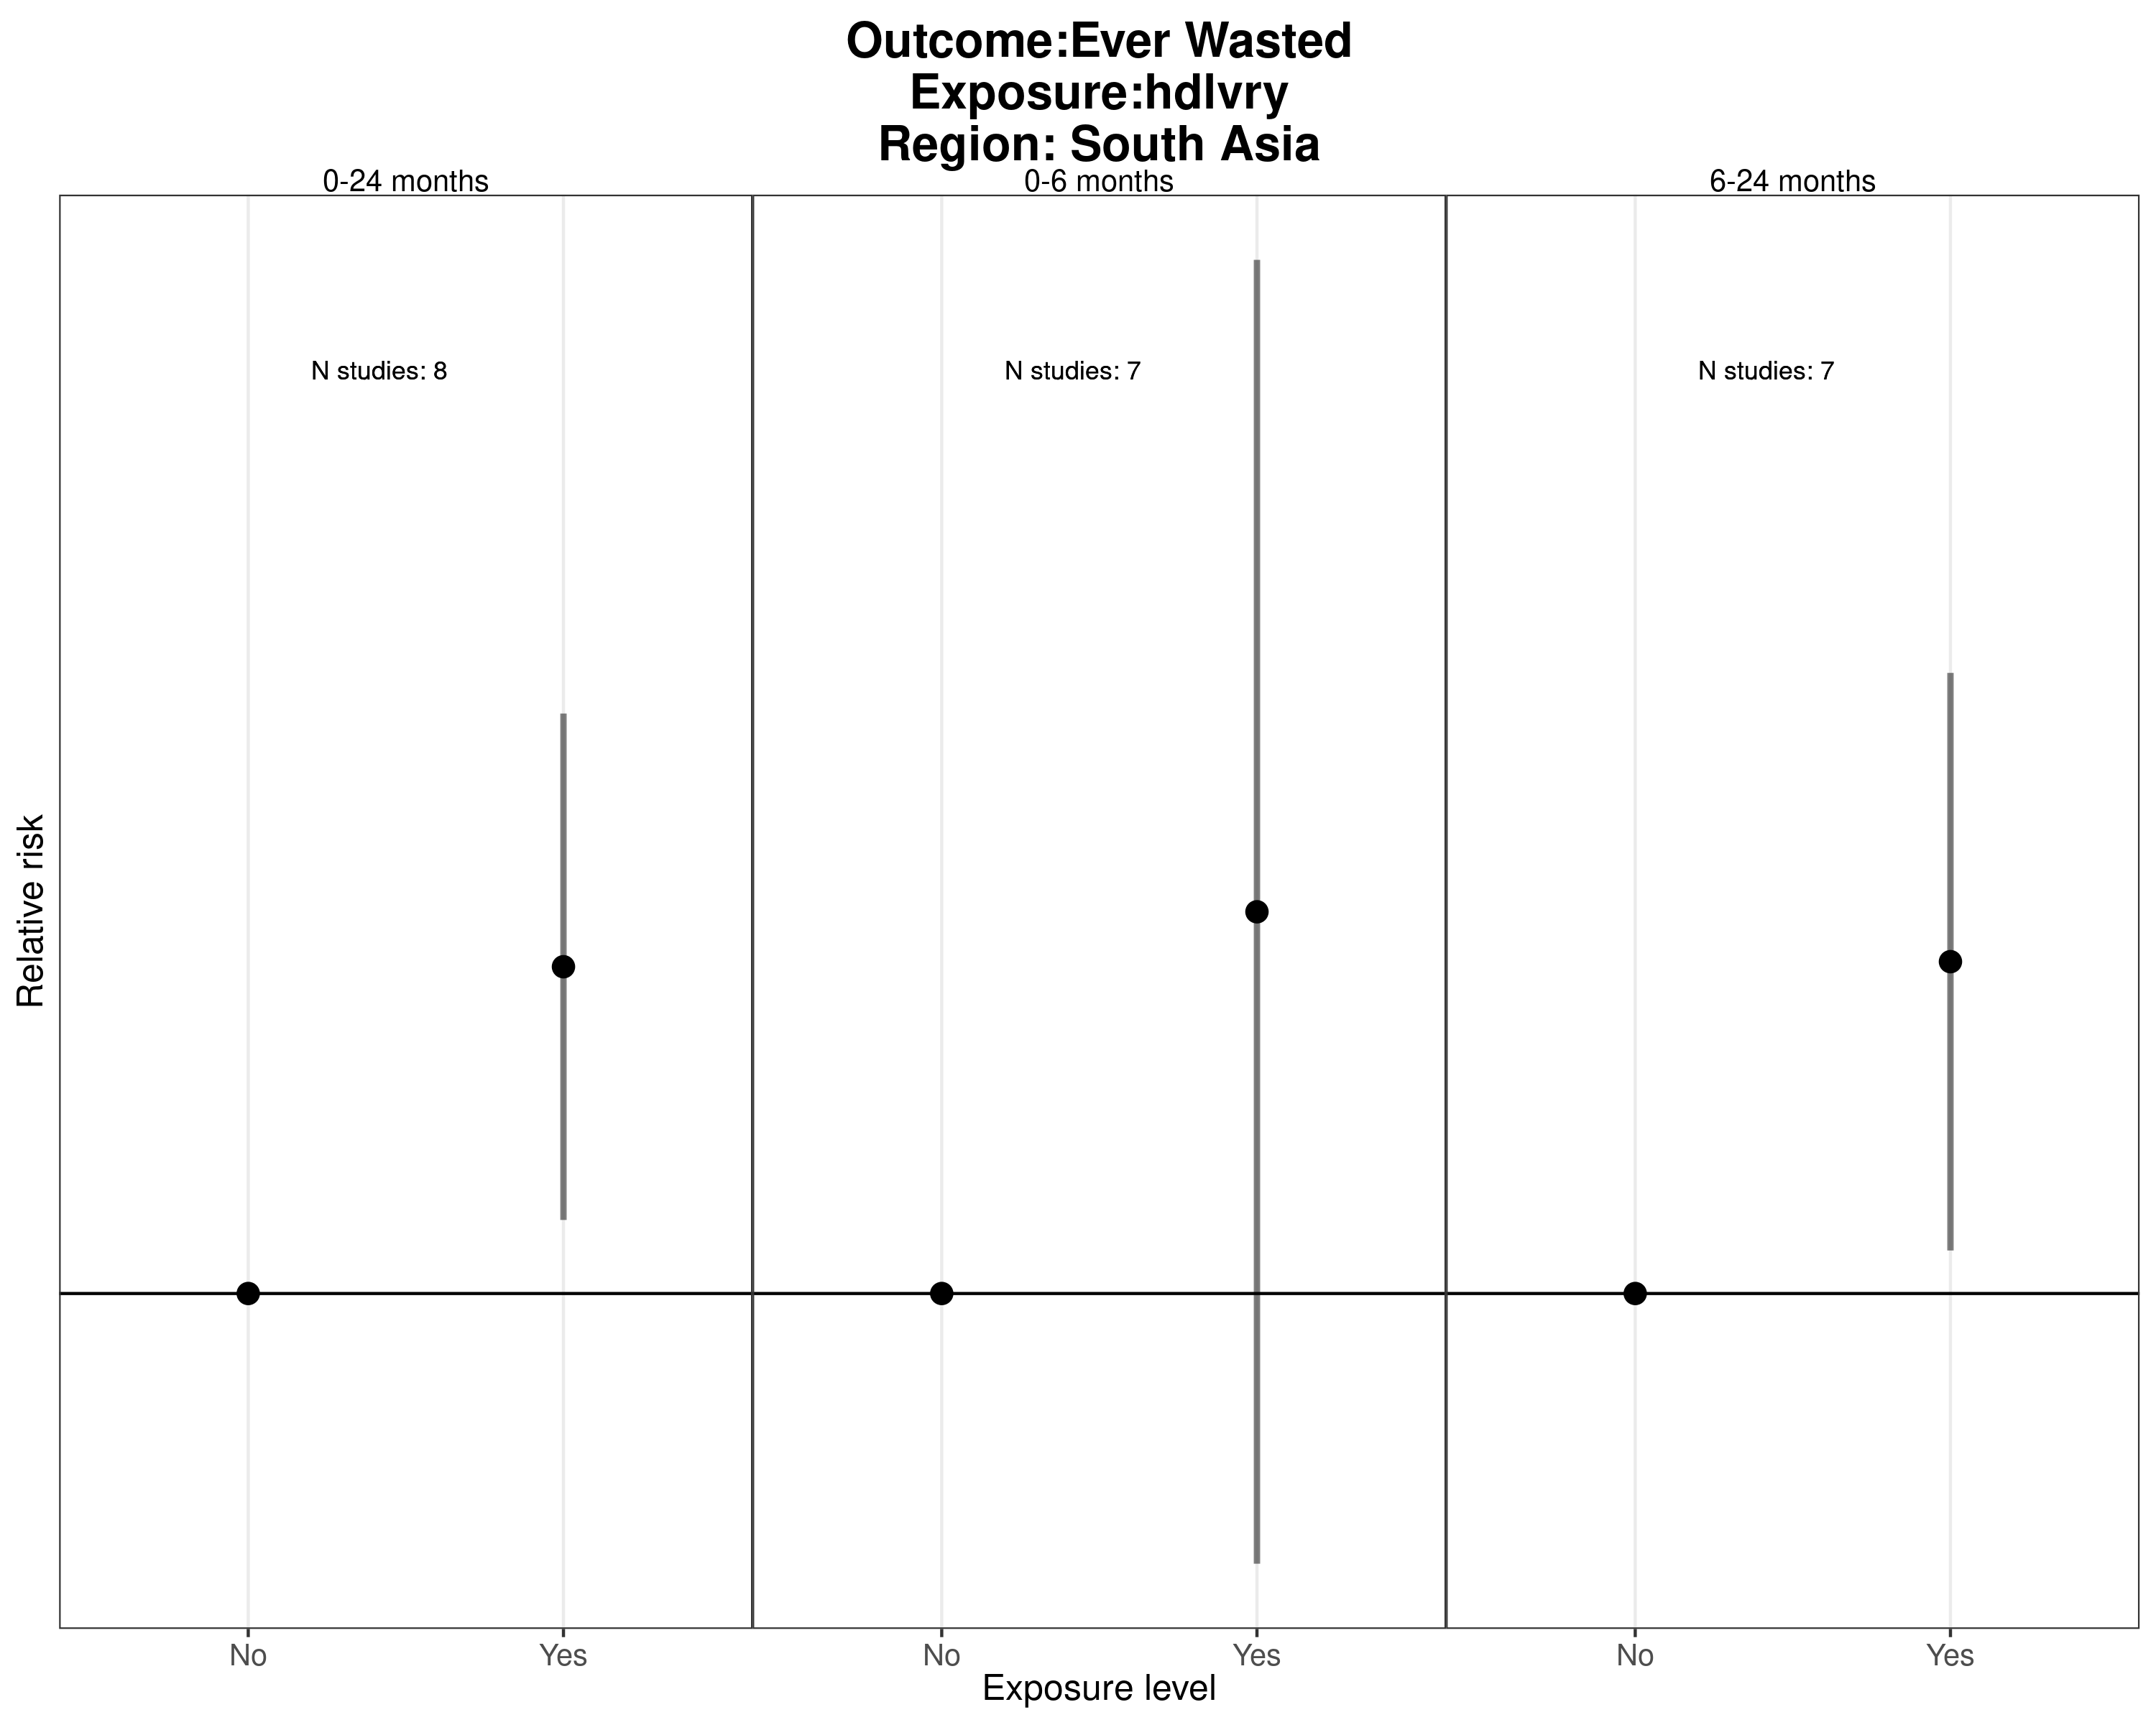 Outcome:Ever Wasted
Exposure:hdlvry
Region: South Asia
0-24 months
0-6 months
6-24 months
N studies: 8
N studies: 7
N studies: 7
Relative risk
No
Yes
No
Yes
No
Yes
Exposure level